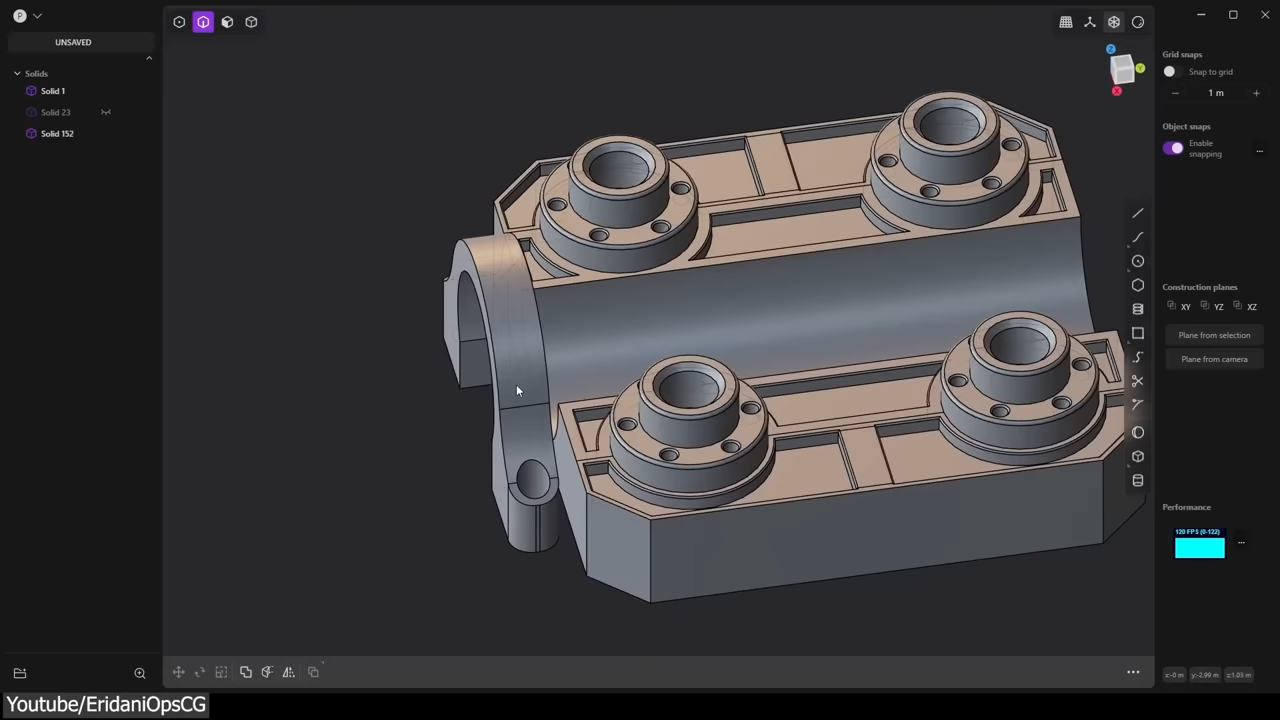 P
UNSAVED
Solids
Solid 1
Solid 23
Solid 152
Z
Y
X
Grid snaps
Snap to grid
1 m
Object snaps
Enable
snapping
Construction planes
XY YZ XZ
Plane from selection
Plane from camera
Performance
120 FPS (0-122)
x:-0 m y:-2.99 m z:1.03 m
Youtube/EridaniOpsCG